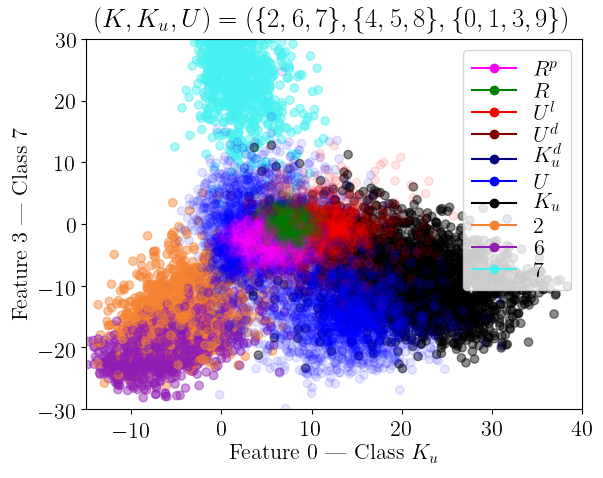 (K, K_u, U) = ({2, 6, 7}, {4, 5, 8}, {0, 1, 3, 9})
30
20
10
0
−10
−20
−30
Feature 3 — Class 7
R^p
R
U^l
U^d
K_u^d
U
K_u
2
6
7
−10
0
10
20
30
40
Feature 0 — Class K_u